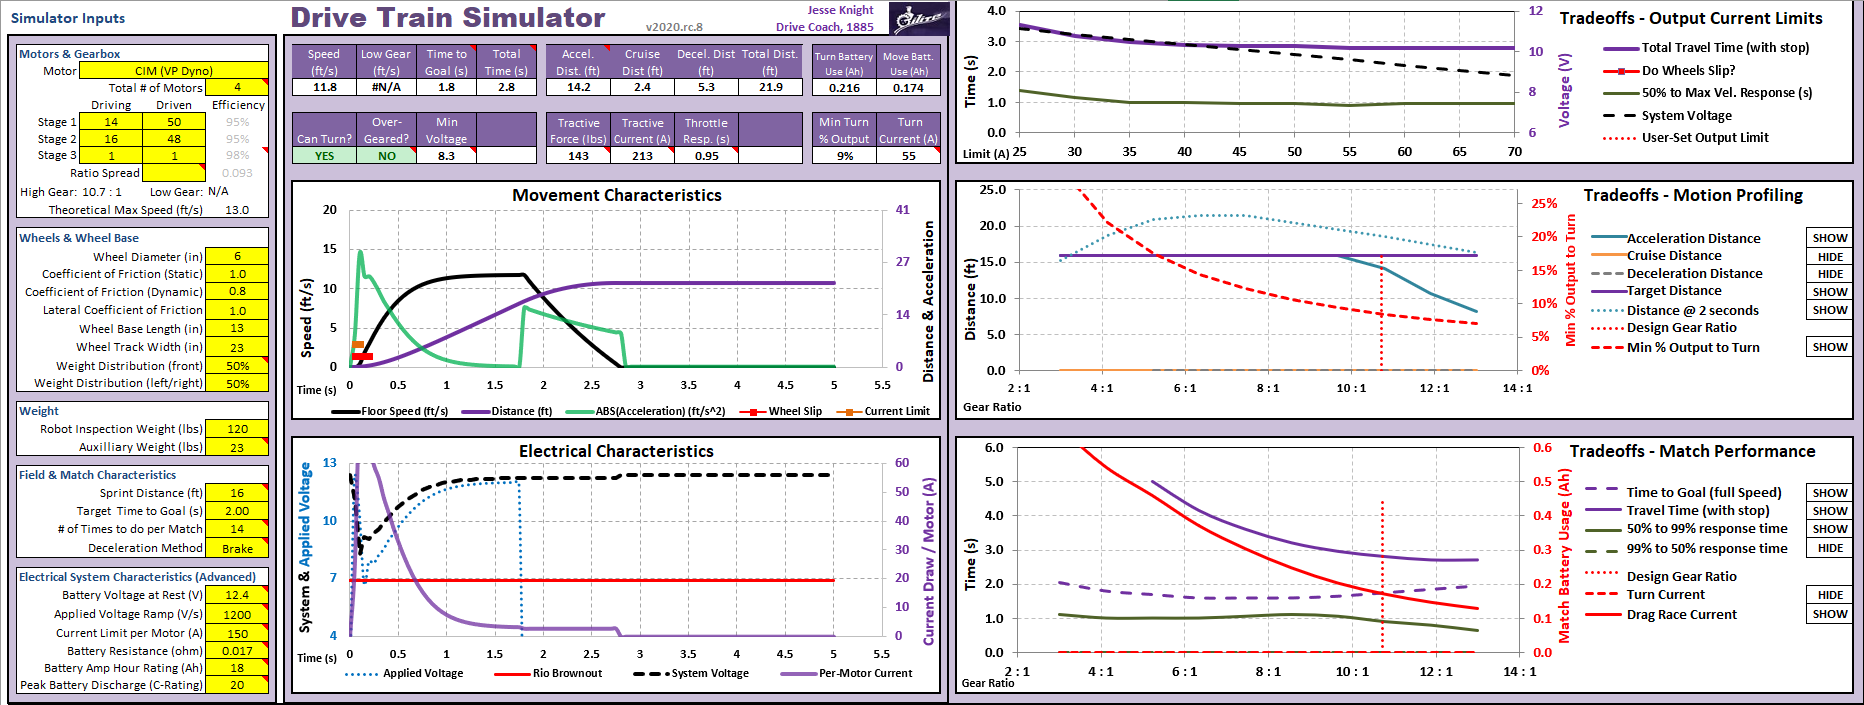 Simulator Inputs
Motors & Gearbox
Motor CIM (VP Dyno)
Total # of Motors 4
Driving Driven Efficiency
Stage 1 14 50 95%
Stage 2 16 48 95%
Stage 3 1 1 98%
Ratio Spread 0.093
High Gear: 10.7 : 1 Low Gear: N/A
Theoretical Max Speed (ft/s) 13.0
Wheels & Wheel Base
Wheel Diameter (in) 6
Coefficient of Friction (Static) 1.0
Coefficient of Friction (Dynamic) 0.8
Lateral Coefficient of Friction 1.0
Wheel Base Length (in) 13
Wheel Track Width (in) 23
Weight Distribution (front) 50%
Weight Distribution (left/right) 50%
Weight
Robot Inspection Weight (lbs) 120
Auxilliary Weight (lbs) 23
Field & Match Characteristics
Sprint Distance (ft) 16
Target Time to Goal (s) 2.00
# of Times to do per Match 14
Deceleration Method Brake
Electrical System Characteristics (Advanced)
Battery Voltage at Rest (V) 12.4
Applied Voltage Ramp (V/s) 1200
Current Limit per Motor (A) 150
Battery Resistance (ohm) 0.017
Battery Amp Hour Rating (Ah) 18
Peak Battery Discharge (C-Rating) 20
Drive Train Simulator
v2020.rc.8
Jesse Knight
Drive Coach, 1885
Speed (ft/s) Low Gear (ft/s) Time to Goal (s) Total Time (s)
11.8 #N/A 1.8 2.8
Accel. Dist. (ft) Cruise Dist (ft) Decel. Dist (ft) Total Dist. (ft)
14.2 2.4 5.3 21.9
Turn Battery Use (Ah) Move Batt. Use (Ah)
0.216 0.174
Can Turn? Over-Geared? Min Voltage
YES NO 8.3
Tractive Force (lbs) Tractive Current (A) Throttle Resp. (s)
143 213 0.95
Min Turn % Output Turn Current (A)
9% 55
Movement Characteristics
Speed (ft/s)
20
15
10
5
0
Distance & Acceleration
41
27
14
0
Time (s) 0 0.5 1 1.5 2 2.5 3 3.5 4 4.5 5 5.5
Floor Speed (ft/s) Distance (ft) ABS(Acceleration) (ft/s^2) Wheel Slip Current Limit
Electrical Characteristics
System & Applied Voltage
13
10
7
4
Current Draw / Motor (A)
60
50
40
30
20
10
0
Time (s) 0 0.5 1 1.5 2 2.5 3 3.5 4 4.5 5 5.5
Applied Voltage Rio Brownout System Voltage Per-Motor Current
Tradeoffs - Output Current Limits
Time (s)
4.0
3.0
2.0
1.0
0.0
Voltage (V)
12
10
8
6
Limit (A) 25 30 35 40 45 50 55 60 65 70
Total Travel Time (with stop)
Do Wheels Slip?
50% to Max Vel. Response (s)
System Voltage
User-Set Output Limit
Tradeoffs - Motion Profiling
Distance (ft)
25.0
20.0
15.0
10.0
5.0
0.0
Min % Output to Turn
25%
20%
15%
10%
5%
0%
2 : 1 4 : 1 6 : 1 8 : 1 10 : 1 12 : 1 14 : 1
Gear Ratio
Acceleration Distance SHOW
Cruise Distance HIDE
Deceleration Distance HIDE
Target Distance SHOW
Distance @ 2 seconds SHOW
Design Gear Ratio
Min % Output to Turn SHOW
Tradeoffs - Match Performance
Time (s)
6.0
5.0
4.0
3.0
2.0
1.0
0.0
Match Battery Usage (Ah)
0.6
0.5
0.4
0.3
0.2
0.1
0.0
2 : 1 4 : 1 6 : 1 8 : 1 10 : 1 12 : 1 14 : 1
Gear Ratio
Time to Goal (full Speed) SHOW
Travel Time (with stop) SHOW
50% to 99% response time SHOW
99% to 50% response time HIDE
Design Gear Ratio
Turn Current HIDE
Drag Race Current SHOW